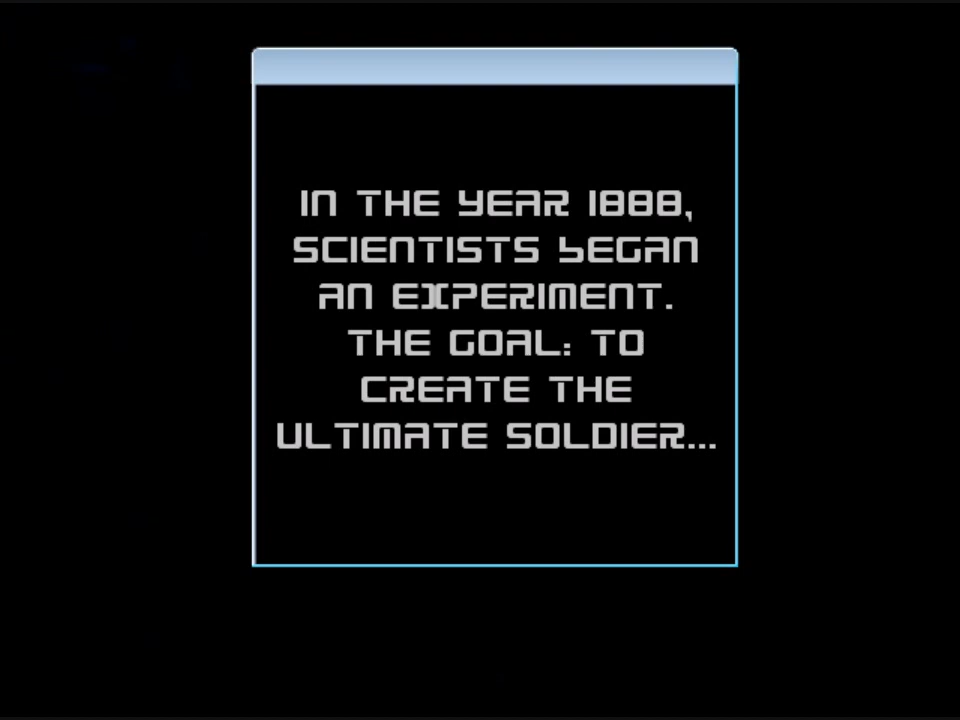 IN THE YEAR 1888,
SCIENTISTS BEGAN
AN EXPERIMENT.
THE GOAL: TO
CREATE THE
ULTIMATE SOLDIER...